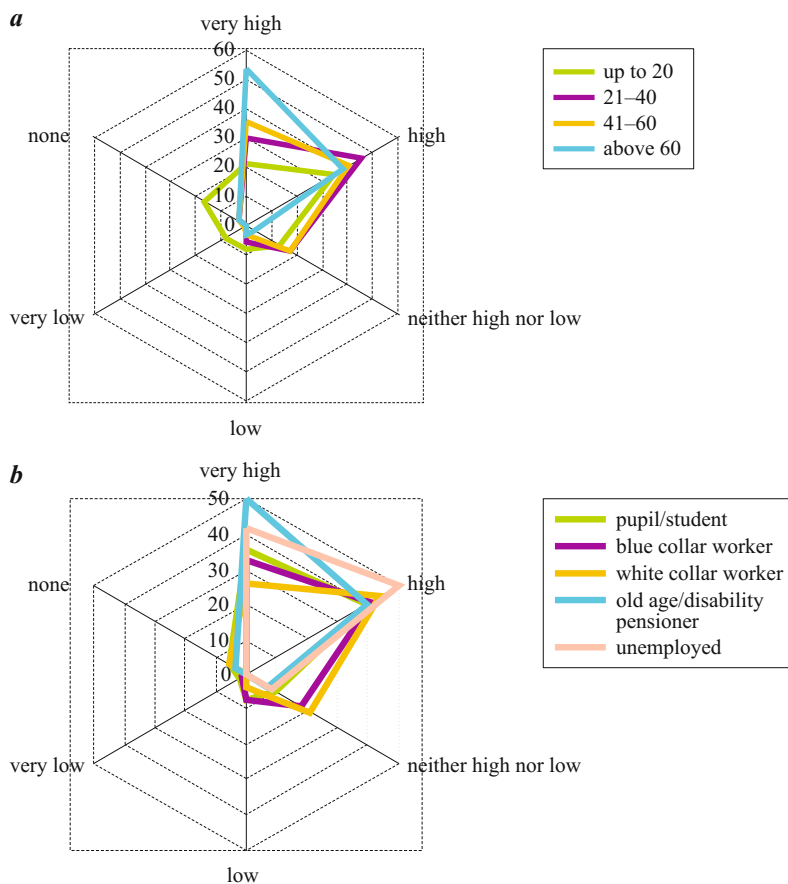 a
very high
60
50
40
30
20
10
0
none
high
very low
neither high nor low
low
up to 20
21–40
41–60
above 60
b
very high
50
40
30
20
10
0
none
high
very low
neither high nor low
low
pupil/student
blue collar worker
white collar worker
old age/disability
pensioner
unemployed